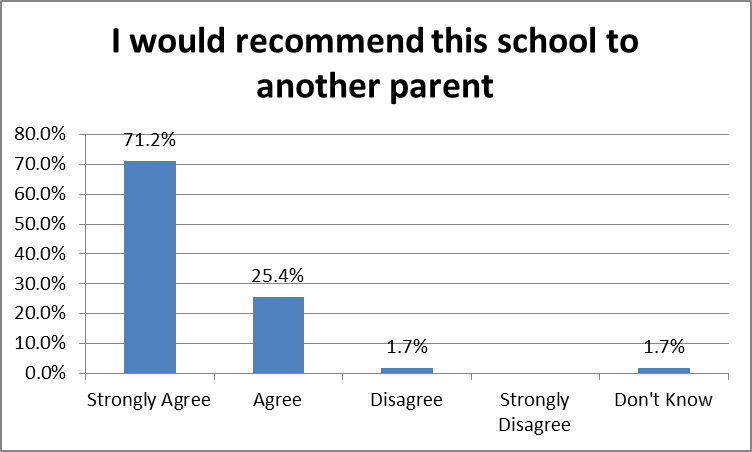 I would recommend this school to
another parent
80.0%
70.0%
60.0%
50.0%
40.0%
30.0%
20.0%
10.0%
0.0%
71.2%
25.4%
1.7%
1.7%
Strongly Agree
Agree
Disagree
Strongly
Disagree
Don't Know